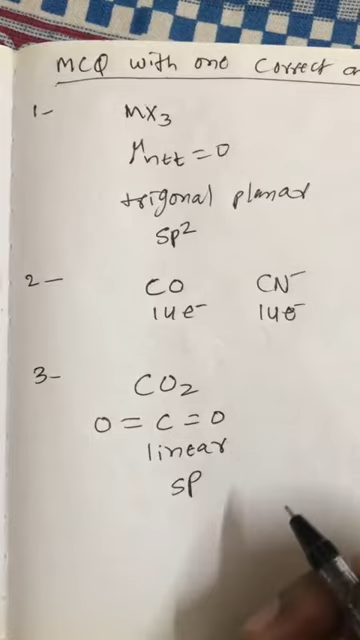 MCQ with one correct
1- MX3
μnet = 0
trigonal planar
sp2
2- CO CN-
14e- 14e-
3- CO2
O = C = O
linear
sp